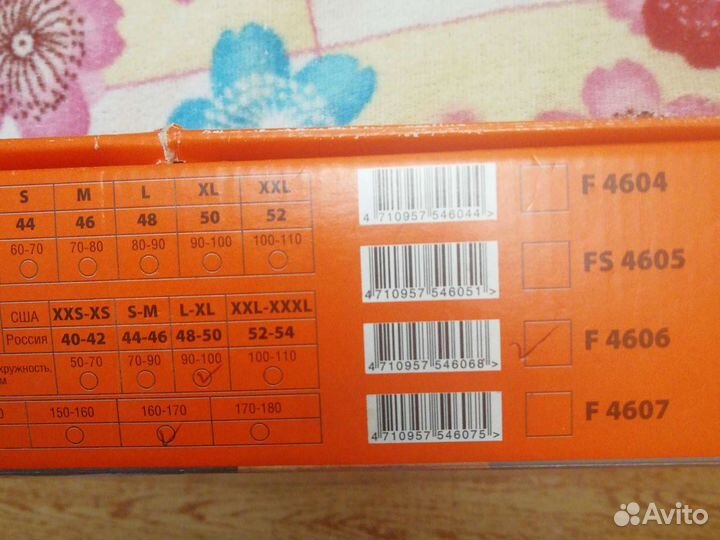 S M L XL XXL
44 46 48 50 52
60-70 70-80 80-90 90-100 100-110
США XXS-XS S-M L-XL XXL-XXXL
Россия 40-42 44-46 48-50 52-54
кружность, 50-70 70-90 90-100 100-110
м
0 150-160 160-170 170-180
4 710957 546044 > F 4604
4 710957 546051 > FS 4605
4 710957 546068 > F 4606
4 710957 546075 > F 4607
Avito